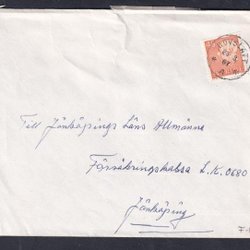 Till Jönköpings Läns Allmänna
Försäkringskassa L.K. 0680
Jönköping